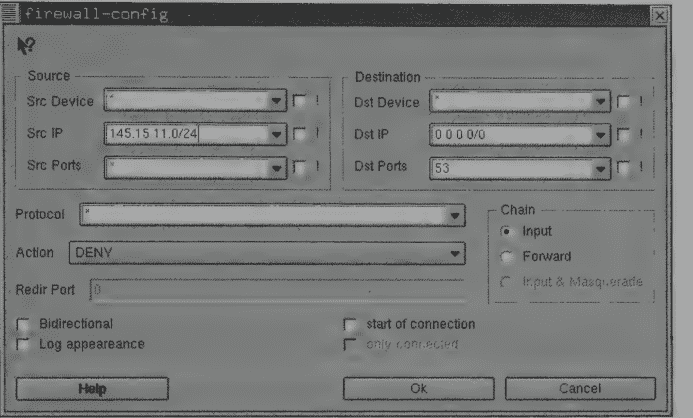 firewall-config
?
Source
Destination
Src Device * !
Dst Device * !
Src IP 145.15 11.0/24 !
Dst IP 0 0 0 0/0 !
Src Ports * !
Dst Ports 53 !
Protocol *
Chain
Input
Action DENY
Forward
Redir Port 0
Input & Masquerade
Bidirectional
start of connection
Log appeareance
only connected
Help
Ok
Cancel